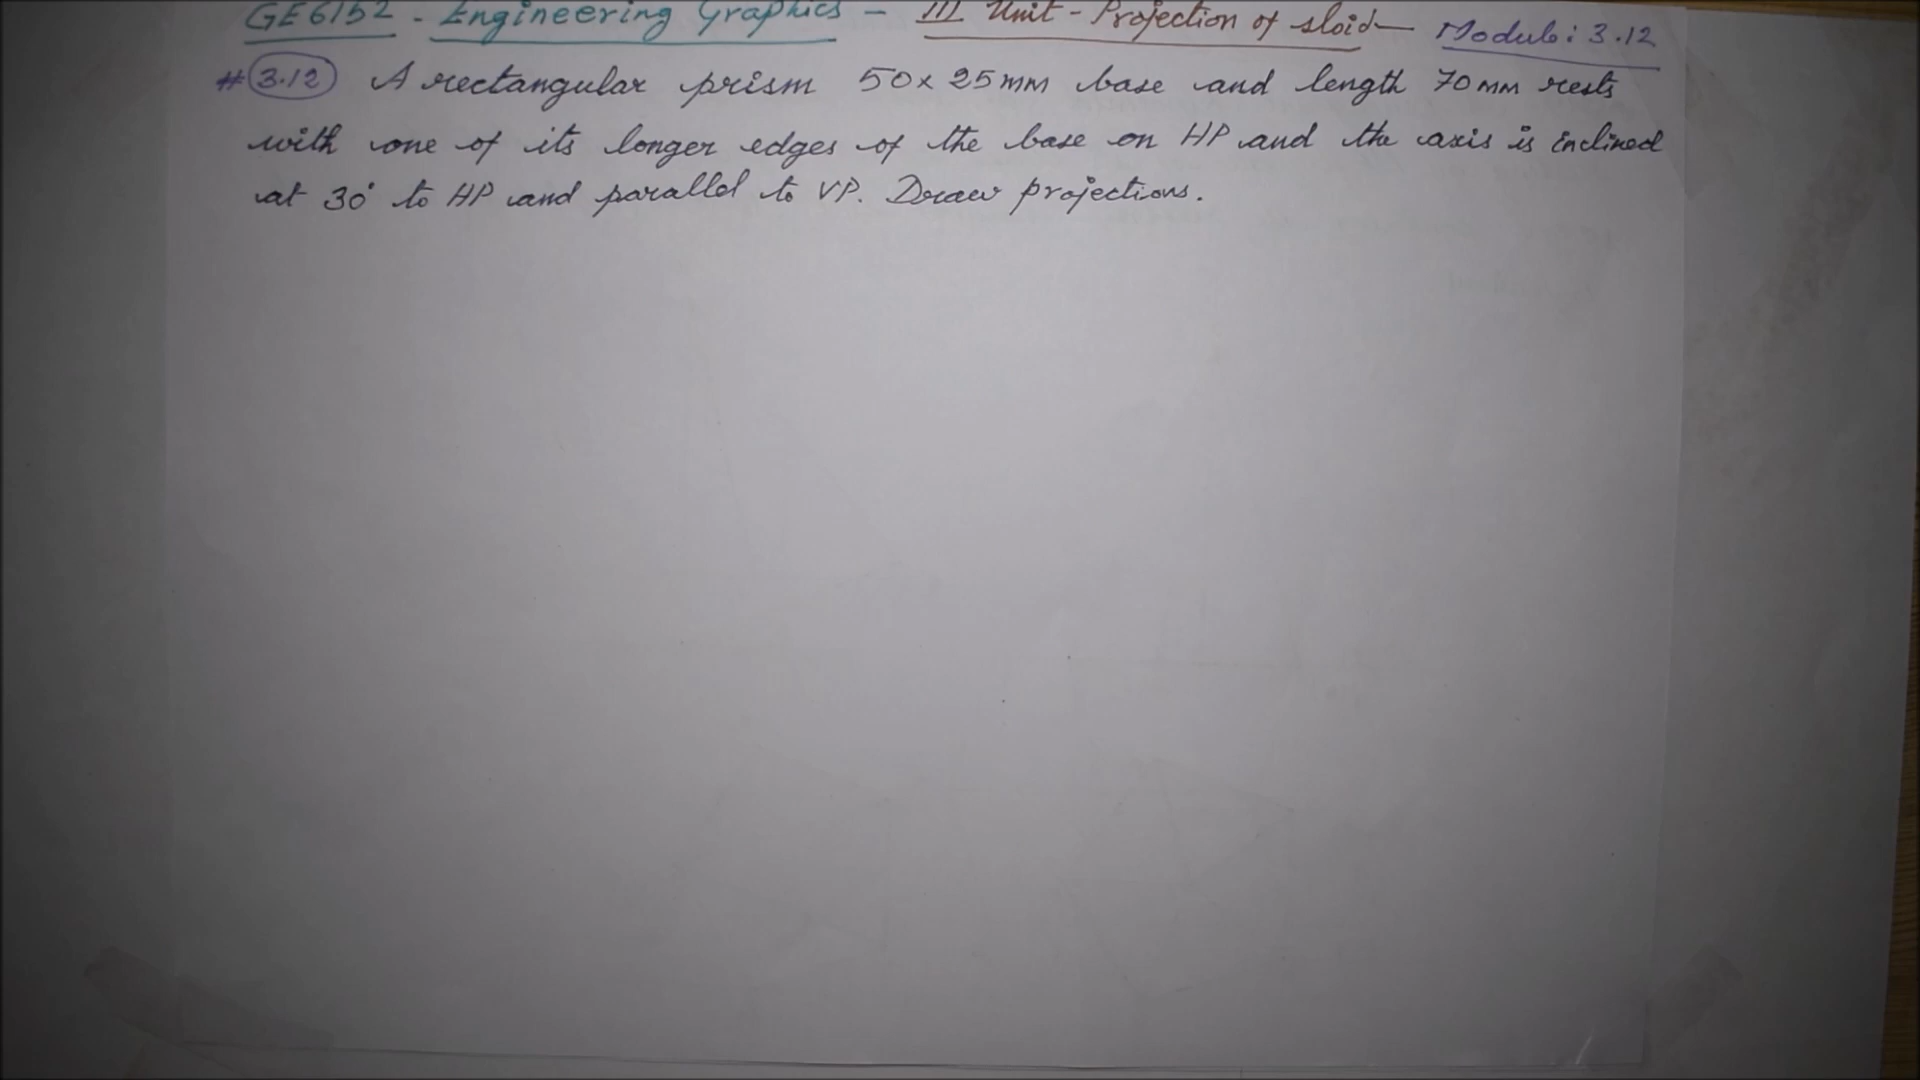 GE6152 - Engineering Graphics - III Unit - Projection of sloid - Module: 3.12
#3.12 A rectangular prism 50x25mm base and length 70mm rests
with one of its longer edges of the base on HP and the axis is inclined
at 30° to HP and parallel to VP. Draw projections.